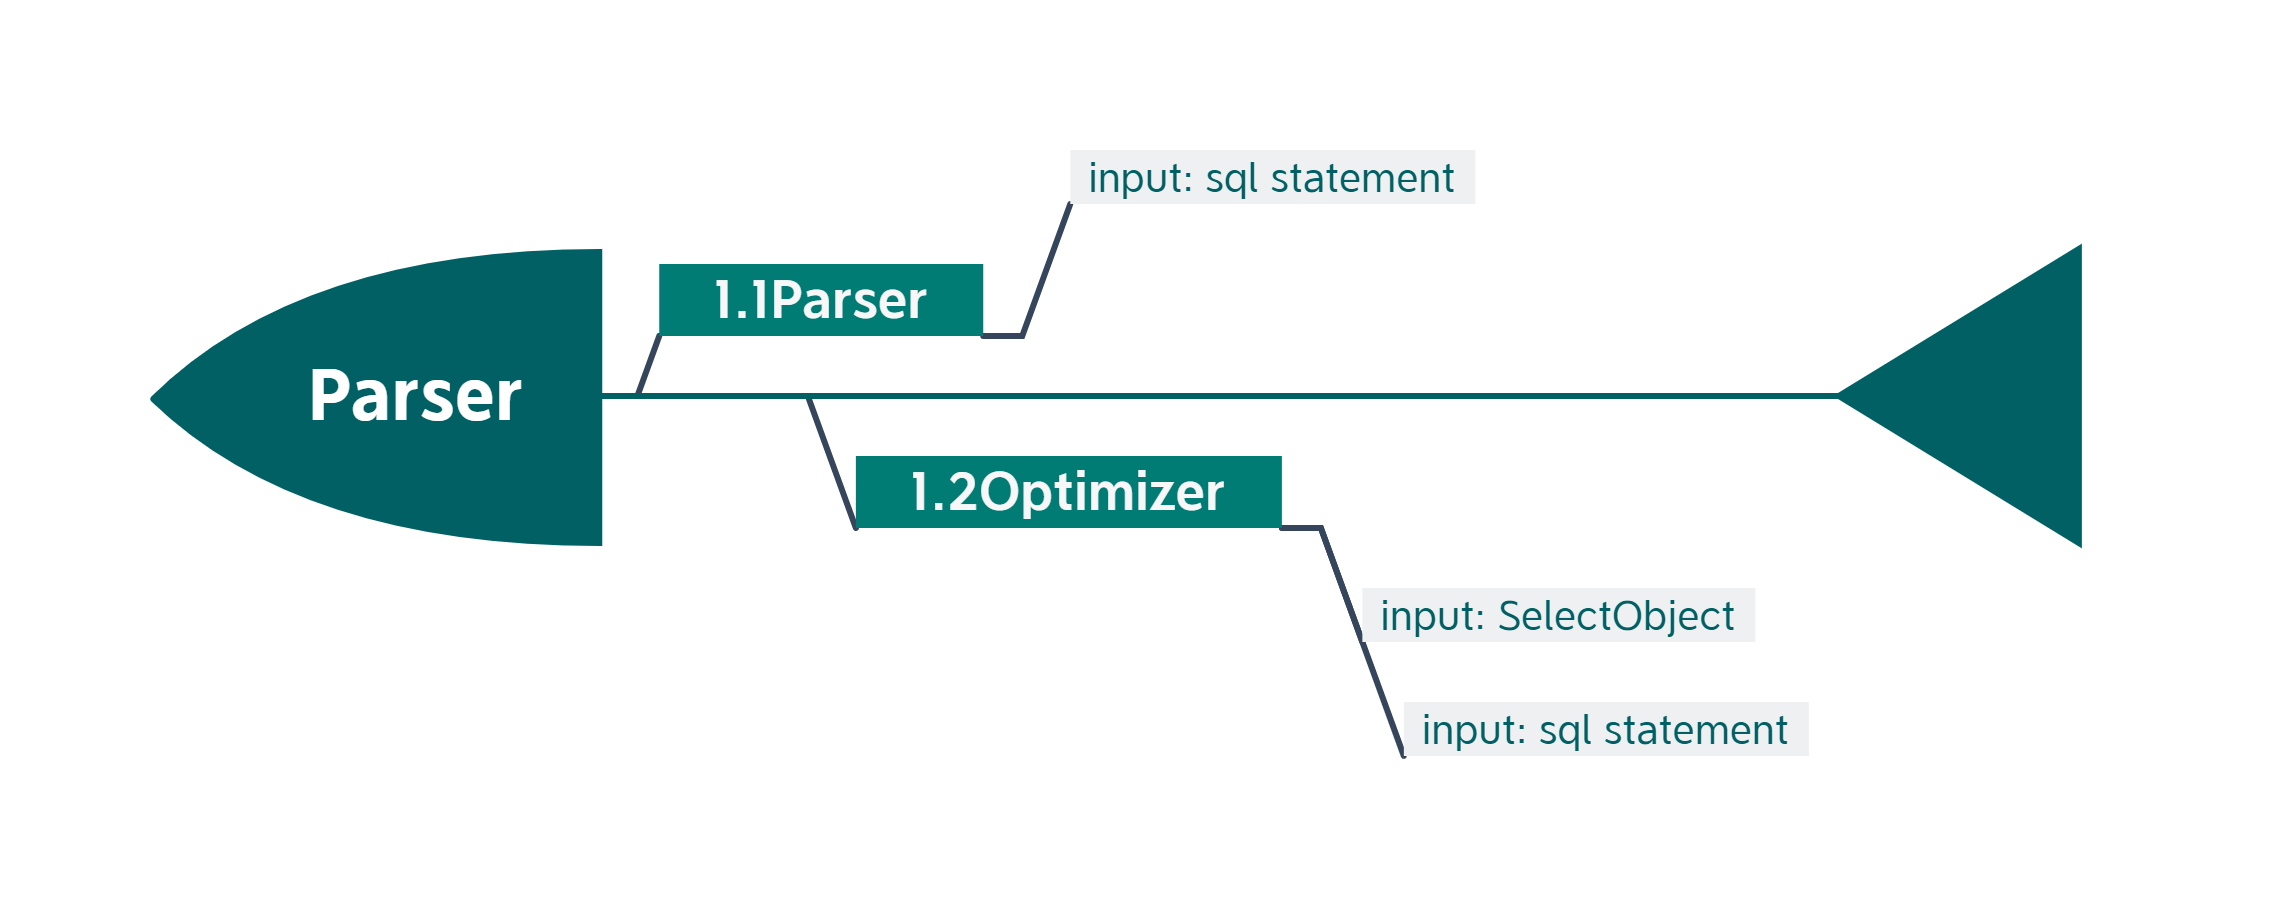 Parser
1.1Parser
input: sql statement
1.2Optimizer
input: SelectObject
input: sql statement